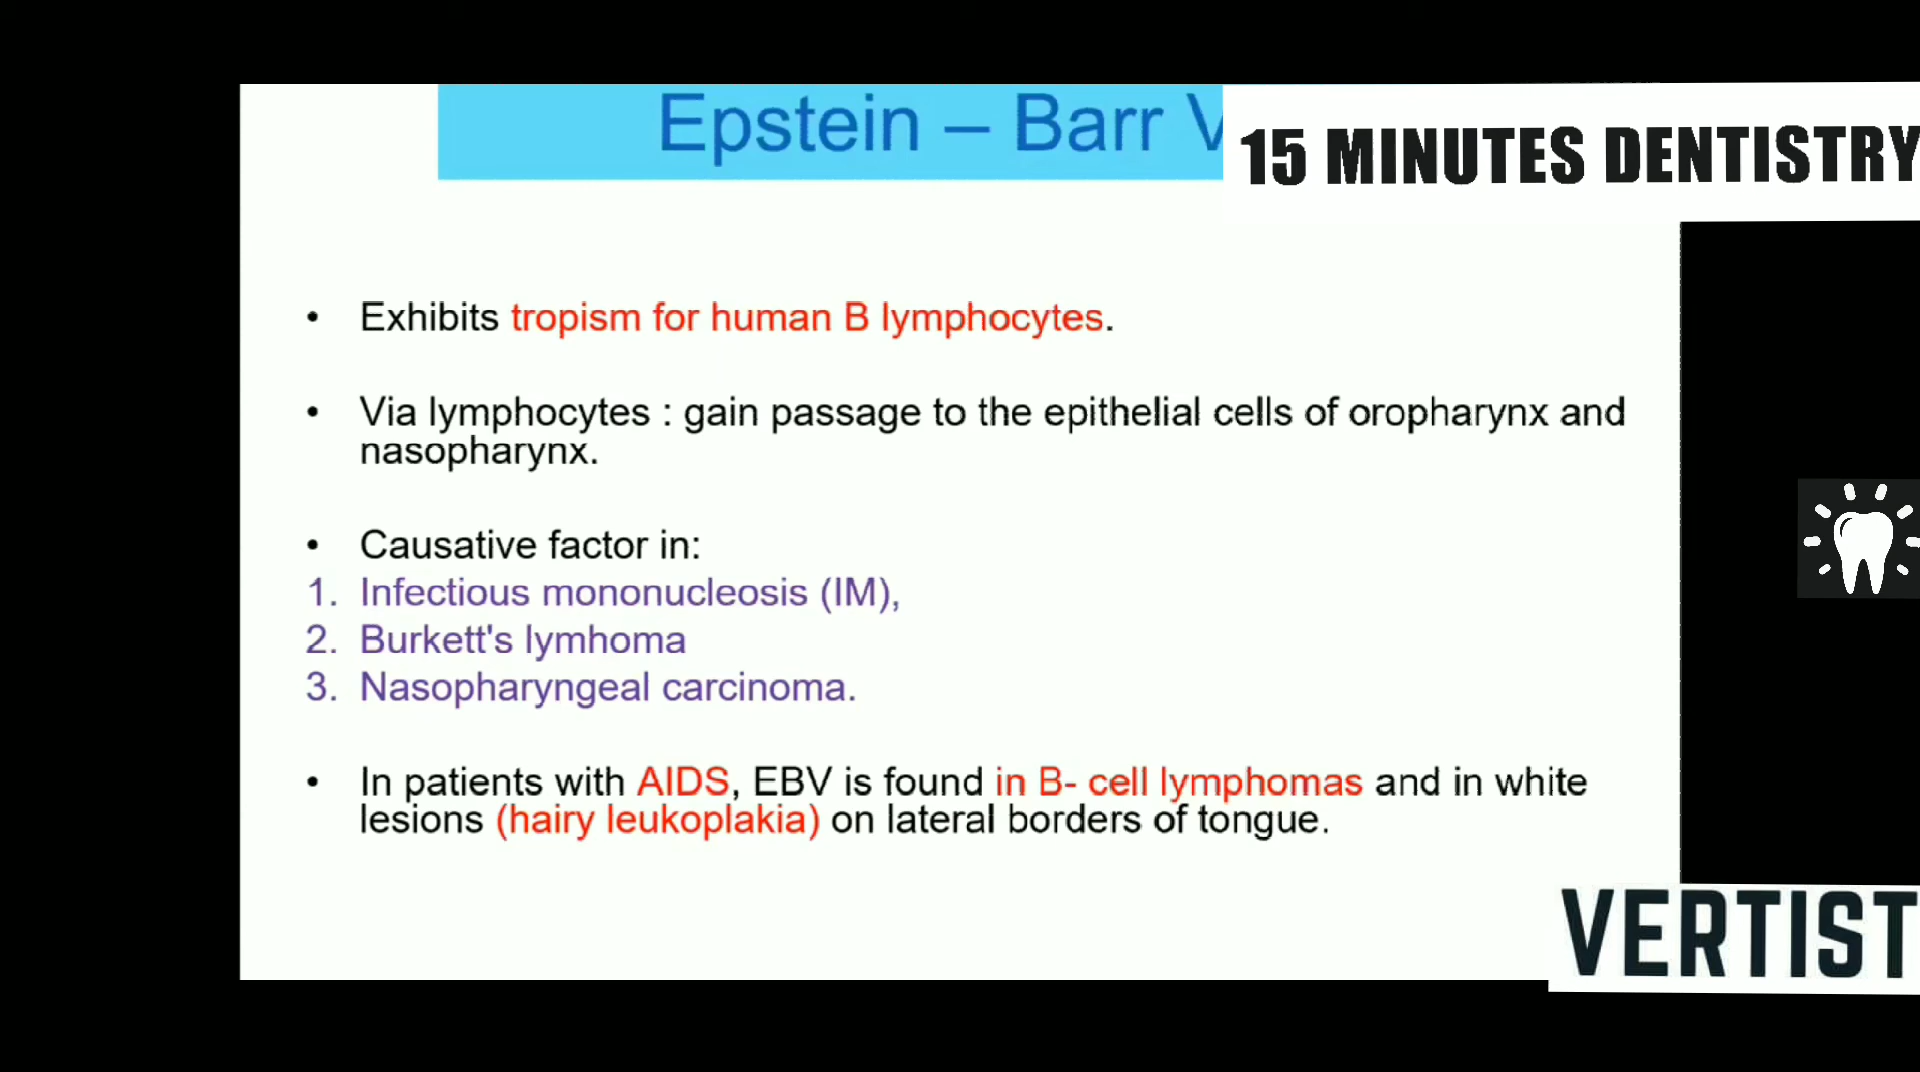 Epstein – Barr V
15 MINUTES DENTISTRY
• Exhibits tropism for human B lymphocytes.
• Via lymphocytes : gain passage to the epithelial cells of oropharynx and
nasopharynx.
• Causative factor in:
1. Infectious mononucleosis (IM),
2. Burkett's lymhoma
3. Nasopharyngeal carcinoma.
• In patients with AIDS, EBV is found in B- cell lymphomas and in white
lesions (hairy leukoplakia) on lateral borders of tongue.
VERTIST